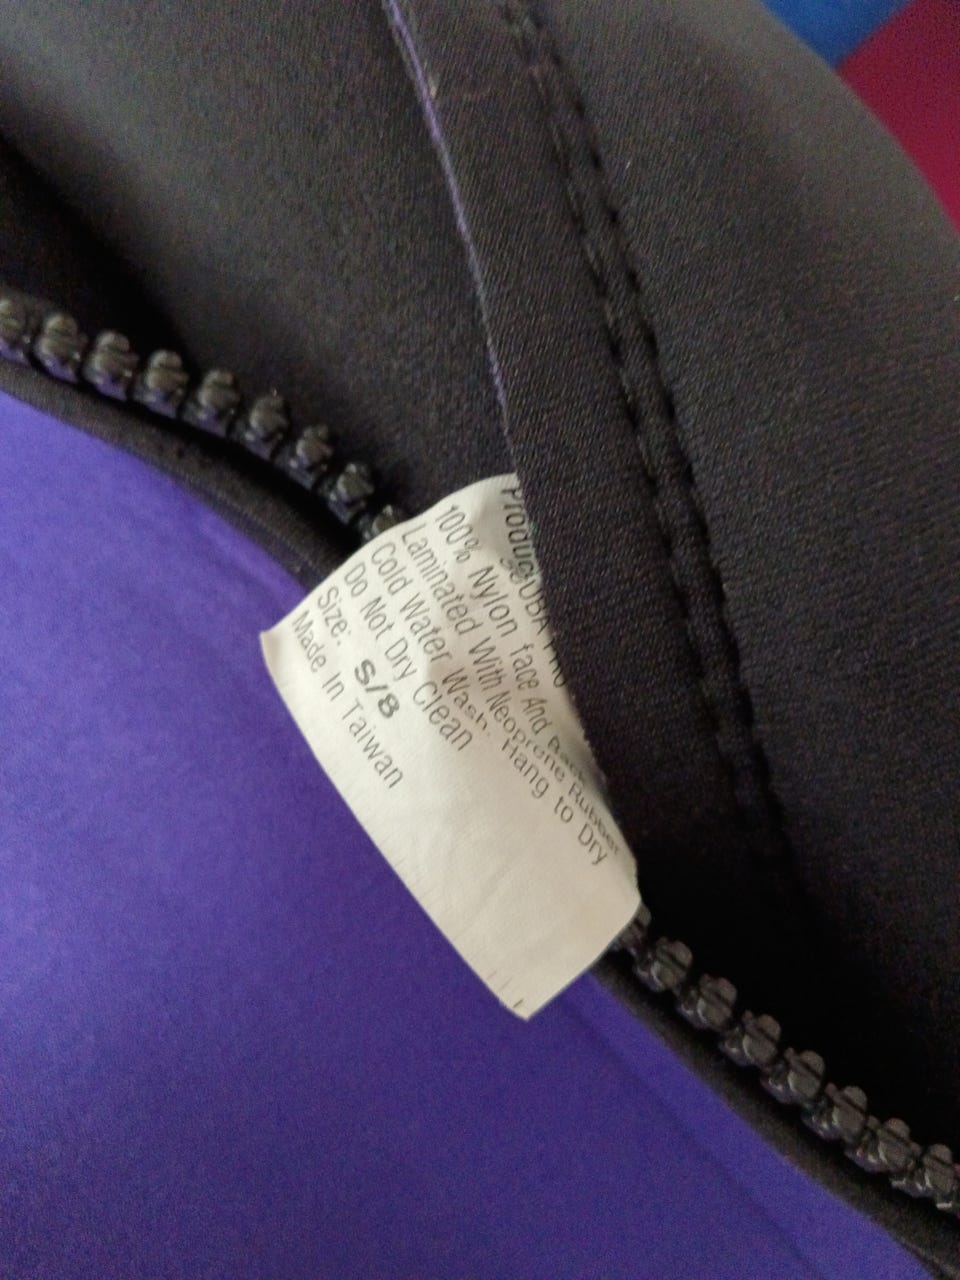 100% Nylon face And Back
Laminated With Neoprene Rubber
Cold Water Wash. Hang to Dry
Do Not Dry Clean
Size: S/8
Made In Taiwan